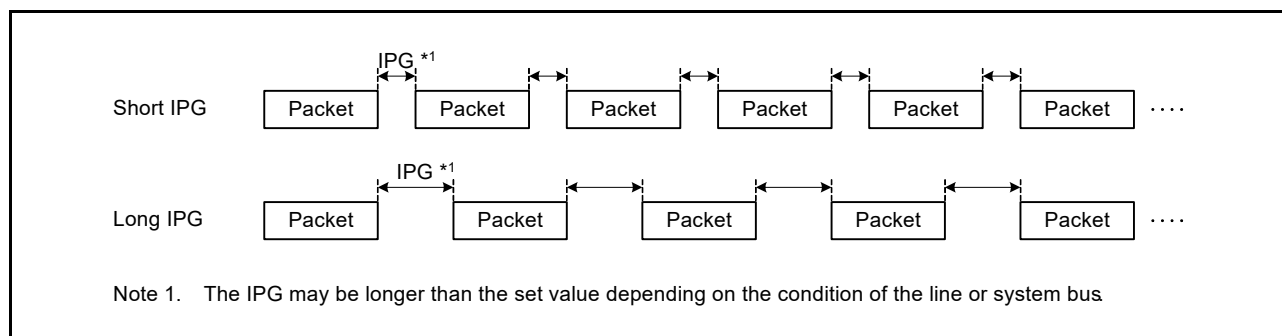 IPG *1
Short IPG Packet Packet Packet Packet Packet Packet ....
IPG *1
Long IPG Packet Packet Packet Packet Packet ....
Note 1. The IPG may be longer than the set value depending on the condition of the line or system bus.